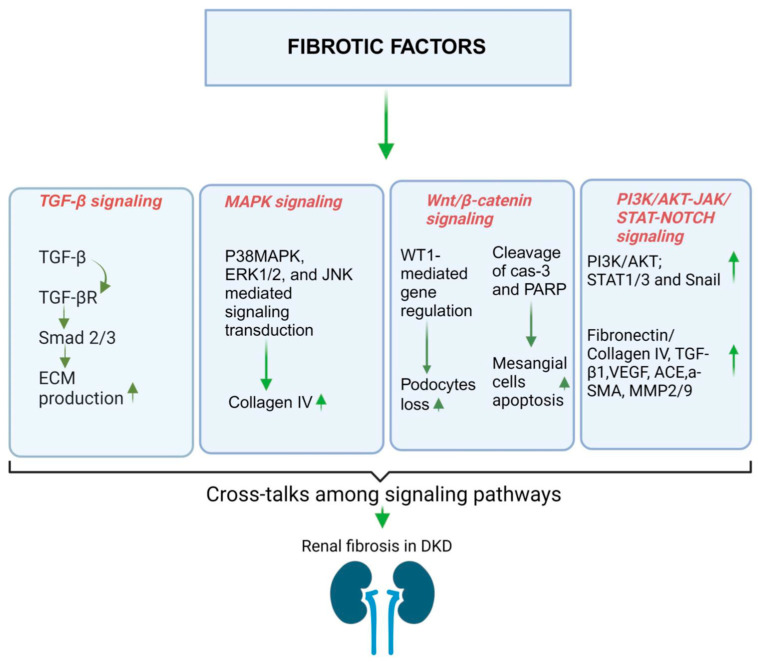 FIBROTIC FACTORS
TGF-β signaling
TGF-β
TGF-βR
Smad 2/3
ECM
production
MAPK signaling
P38MAPK,
ERK1/2, and JNK
mediated
signaling
transduction
Collagen IV
Wnt/β-catenin
signaling
WT1-
mediated
gene
regulation
Podocytes
loss
Cleavage
of cas-3
and PARP
Mesangial
cells
apoptosis
PI3K/AKT-JAK/
STAT-NOTCH
signaling
PI3K/AKT;
STAT1/3 and Snail
Fibronectin/
Collagen IV, TGF-
β1,VEGF, ACE,a-
SMA, MMP2/9
Cross-talks among signaling pathways
Renal fibrosis in DKD